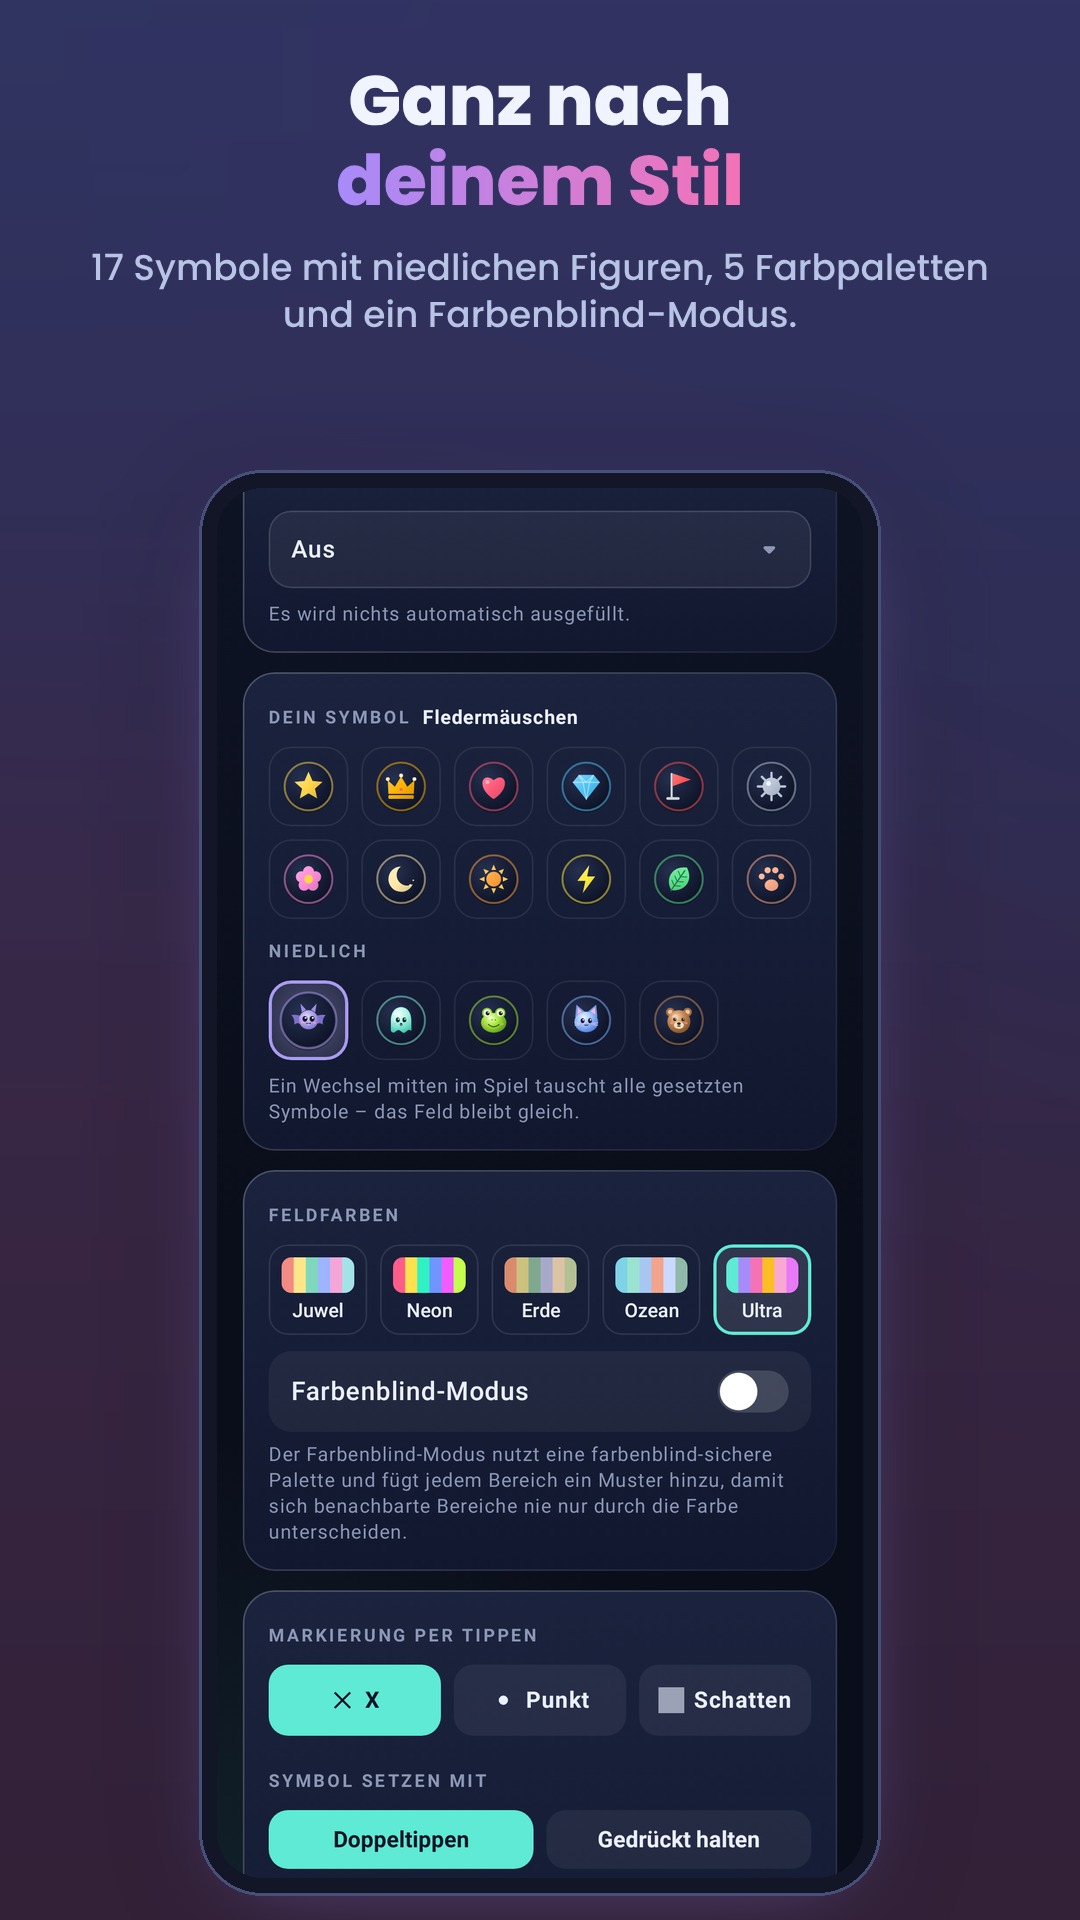 Ganz nach
deinem Stil
17 Symbole mit niedlichen Figuren, 5 Farbpaletten
und ein Farbenblind-Modus.
Aus
Es wird nichts automatisch ausgefüllt.
DEIN SYMBOL Fledermäuschen
NIEDLICH
Ein Wechsel mitten im Spiel tauscht alle gesetzten
Symbole – das Feld bleibt gleich.
FELDFARBEN
Juwel Neon Erde Ozean Ultra
Farbenblind-Modus
Der Farbenblind-Modus nutzt eine farbenblind-sichere
Palette und fügt jedem Bereich ein Muster hinzu, damit
sich benachbarte Bereiche nie nur durch die Farbe
unterscheiden.
MARKIERUNG PER TIPPEN
X Punkt Schatten
SYMBOL SETZEN MIT
Doppeltippen Gedrückt halten